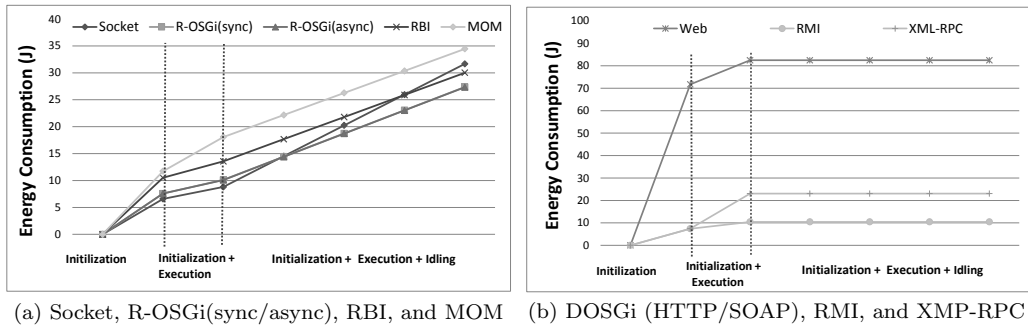 Socket R-OSGi(sync) R-OSGi(async) RBI MOM
Energy Consumption (J)
40
35
30
25
20
15
10
5
0
Initilization
Initialization +
Execution
Initialization + Execution + Idling
(a) Socket, R-OSGi(sync/async), RBI, and MOM
Web RMI XML-RPC
Energy Consumption (J)
100
90
80
70
60
50
40
30
20
10
0
Initilization
Initialization +
Execution
Initialization + Execution + Idling
(b) DOSGi (HTTP/SOAP), RMI, and XMP-RPC